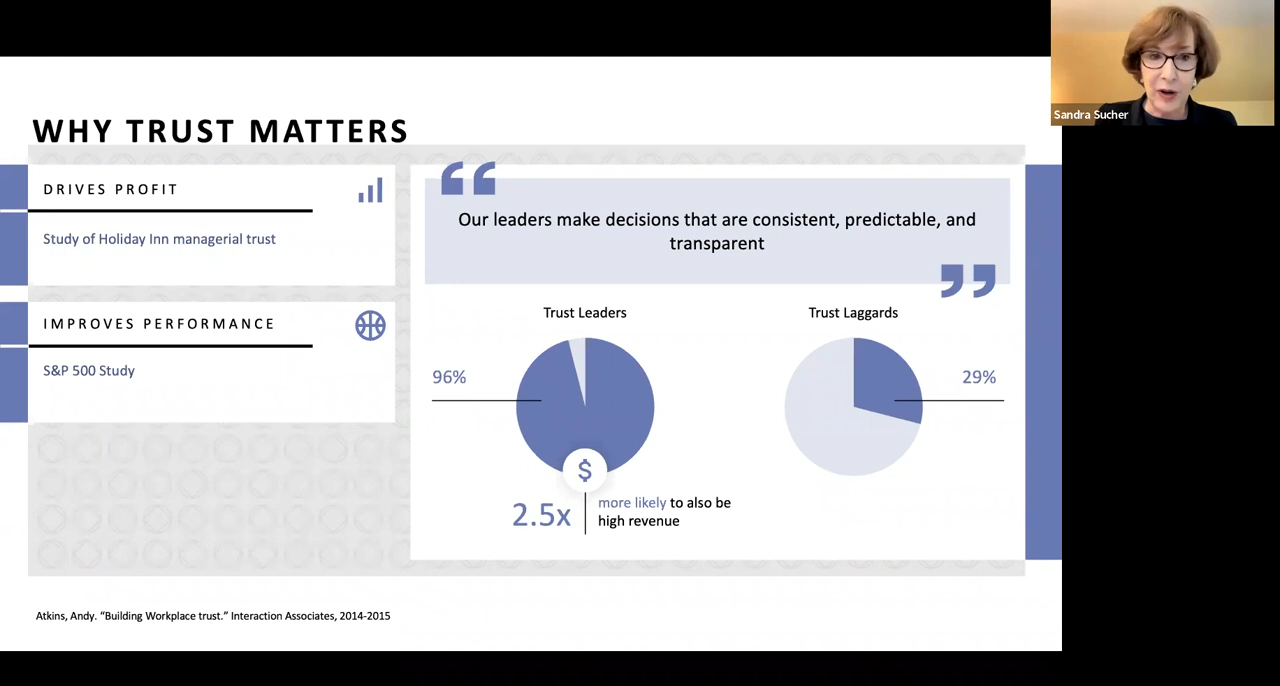 Sandra Sucher
WHY TRUST MATTERS
DRIVES PROFIT
Study of Holiday Inn managerial trust
IMPROVES PERFORMANCE
S&P 500 Study
“
Our leaders make decisions that are consistent, predictable, and
transparent
”
Trust Leaders
96%
$
2.5x
more likely to also be
high revenue
Trust Laggards
29%
Atkins, Andy. “Building Workplace trust.” Interaction Associates, 2014-2015